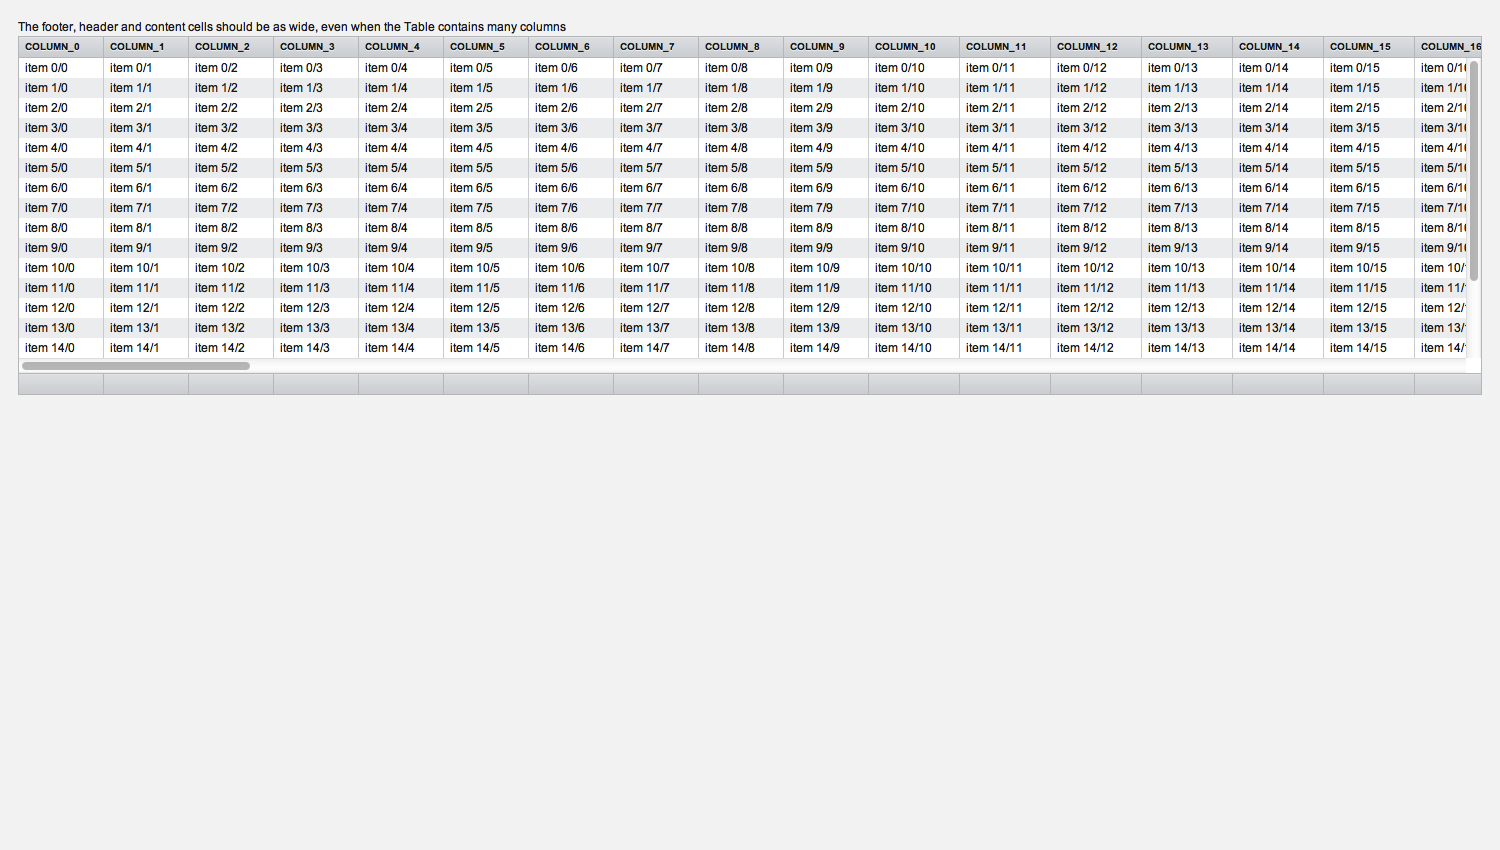 The footer, header and content cells should be as wide, even when the Table contains many columns
COLUMN_0 COLUMN_1 COLUMN_2 COLUMN_3 COLUMN_4 COLUMN_5 COLUMN_6 COLUMN_7 COLUMN_8 COLUMN_9 COLUMN_10 COLUMN_11 COLUMN_12 COLUMN_13 COLUMN_14 COLUMN_15 COLUMN_16
item 0/0 item 0/1 item 0/2 item 0/3 item 0/4 item 0/5 item 0/6 item 0/7 item 0/8 item 0/9 item 0/10 item 0/11 item 0/12 item 0/13 item 0/14 item 0/15 item
item 1/0 item 1/1 item 1/2 item 1/3 item 1/4 item 1/5 item 1/6 item 1/7 item 1/8 item 1/9 item 1/10 item 1/11 item 1/12 item 1/13 item 1/14 item 1/15 item
item 2/0 item 2/1 item 2/2 item 2/3 item 2/4 item 2/5 item 2/6 item 2/7 item 2/8 item 2/9 item 2/10 item 2/11 item 2/12 item 2/13 item 2/14 item 2/15 item
item 3/0 item 3/1 item 3/2 item 3/3 item 3/4 item 3/5 item 3/6 item 3/7 item 3/8 item 3/9 item 3/10 item 3/11 item 3/12 item 3/13 item 3/14 item 3/15 item
item 4/0 item 4/1 item 4/2 item 4/3 item 4/4 item 4/5 item 4/6 item 4/7 item 4/8 item 4/9 item 4/10 item 4/11 item 4/12 item 4/13 item 4/14 item 4/15 item
item 5/0 item 5/1 item 5/2 item 5/3 item 5/4 item 5/5 item 5/6 item 5/7 item 5/8 item 5/9 item 5/10 item 5/11 item 5/12 item 5/13 item 5/14 item 5/15 item
item 6/0 item 6/1 item 6/2 item 6/3 item 6/4 item 6/5 item 6/6 item 6/7 item 6/8 item 6/9 item 6/10 item 6/11 item 6/12 item 6/13 item 6/14 item 6/15 item
item 7/0 item 7/1 item 7/2 item 7/3 item 7/4 item 7/5 item 7/6 item 7/7 item 7/8 item 7/9 item 7/10 item 7/11 item 7/12 item 7/13 item 7/14 item 7/15 item
item 8/0 item 8/1 item 8/2 item 8/3 item 8/4 item 8/5 item 8/6 item 8/7 item 8/8 item 8/9 item 8/10 item 8/11 item 8/12 item 8/13 item 8/14 item 8/15 item
item 9/0 item 9/1 item 9/2 item 9/3 item 9/4 item 9/5 item 9/6 item 9/7 item 9/8 item 9/9 item 9/10 item 9/11 item 9/12 item 9/13 item 9/14 item 9/15 item
item 10/0 item 10/1 item 10/2 item 10/3 item 10/4 item 10/5 item 10/6 item 10/7 item 10/8 item 10/9 item 10/10 item 10/11 item 10/12 item 10/13 item 10/14 item 10/15 item
item 11/0 item 11/1 item 11/2 item 11/3 item 11/4 item 11/5 item 11/6 item 11/7 item 11/8 item 11/9 item 11/10 item 11/11 item 11/12 item 11/13 item 11/14 item 11/15 item
item 12/0 item 12/1 item 12/2 item 12/3 item 12/4 item 12/5 item 12/6 item 12/7 item 12/8 item 12/9 item 12/10 item 12/11 item 12/12 item 12/13 item 12/14 item 12/15 item
item 13/0 item 13/1 item 13/2 item 13/3 item 13/4 item 13/5 item 13/6 item 13/7 item 13/8 item 13/9 item 13/10 item 13/11 item 13/12 item 13/13 item 13/14 item 13/15 item
item 14/0 item 14/1 item 14/2 item 14/3 item 14/4 item 14/5 item 14/6 item 14/7 item 14/8 item 14/9 item 14/10 item 14/11 item 14/12 item 14/13 item 14/14 item 14/15 item